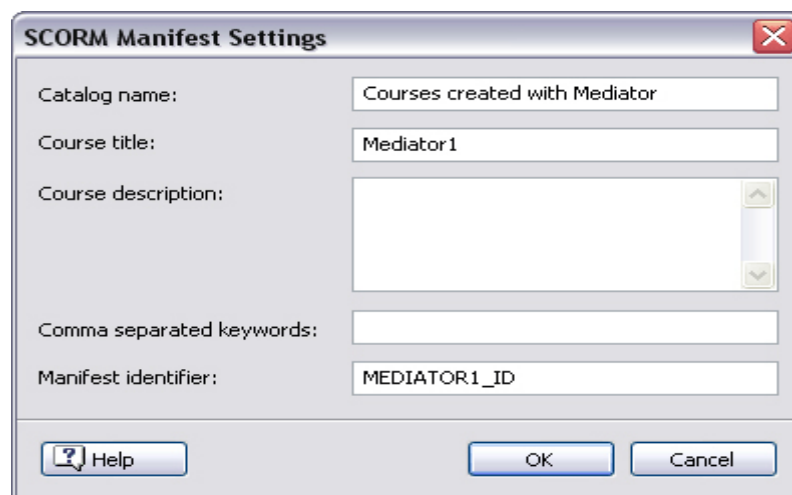 SCORM Manifest Settings
Catalog name: Courses created with Mediator
Course title: Mediator1
Course description:
Comma separated keywords:
Manifest identifier: MEDIATOR1_ID
Help OK Cancel